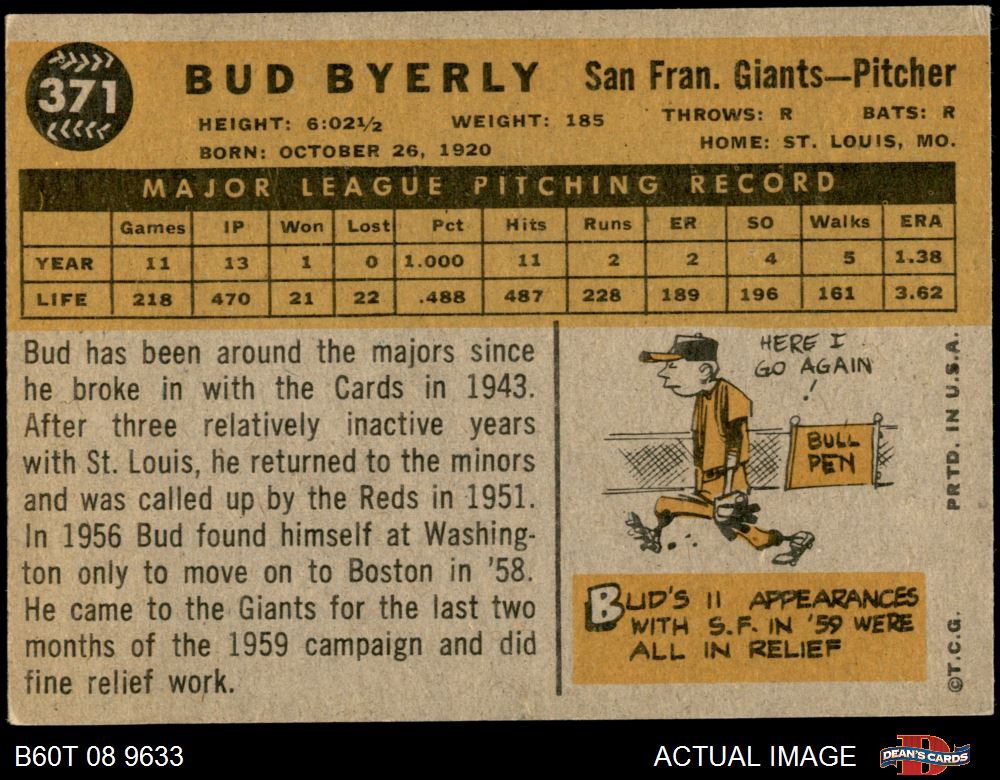 371
BUD BYERLY San Fran. Giants—Pitcher
HEIGHT: 6:02½ WEIGHT: 185 THROWS: R BATS: R
BORN: OCTOBER 26, 1920 HOME: ST. LOUIS, MO.
MAJOR LEAGUE PITCHING RECORD
Games IP Won Lost Pct Hits Runs ER SO Walks ERA
YEAR 11 13 1 0 1.000 11 2 2 4 5 1.38
LIFE 218 470 21 22 .488 487 228 189 196 161 3.62
Bud has been around the majors since
he broke in with the Cards in 1943.
After three relatively inactive years
with St. Louis, he returned to the minors
and was called up by the Reds in 1951.
In 1956 Bud found himself at Washing-
ton only to move on to Boston in '58.
He came to the Giants for the last two
months of the 1959 campaign and did
fine relief work.
HERE I
GO AGAIN
!
BULL
PEN
BUD'S 11 APPEARANCES
WITH S.F. IN '59 WERE
ALL IN RELIEF
©T.C.G. PRTD. IN U.S.A.
B60T 08 9633 ACTUAL IMAGE
DEAN'S CARDS